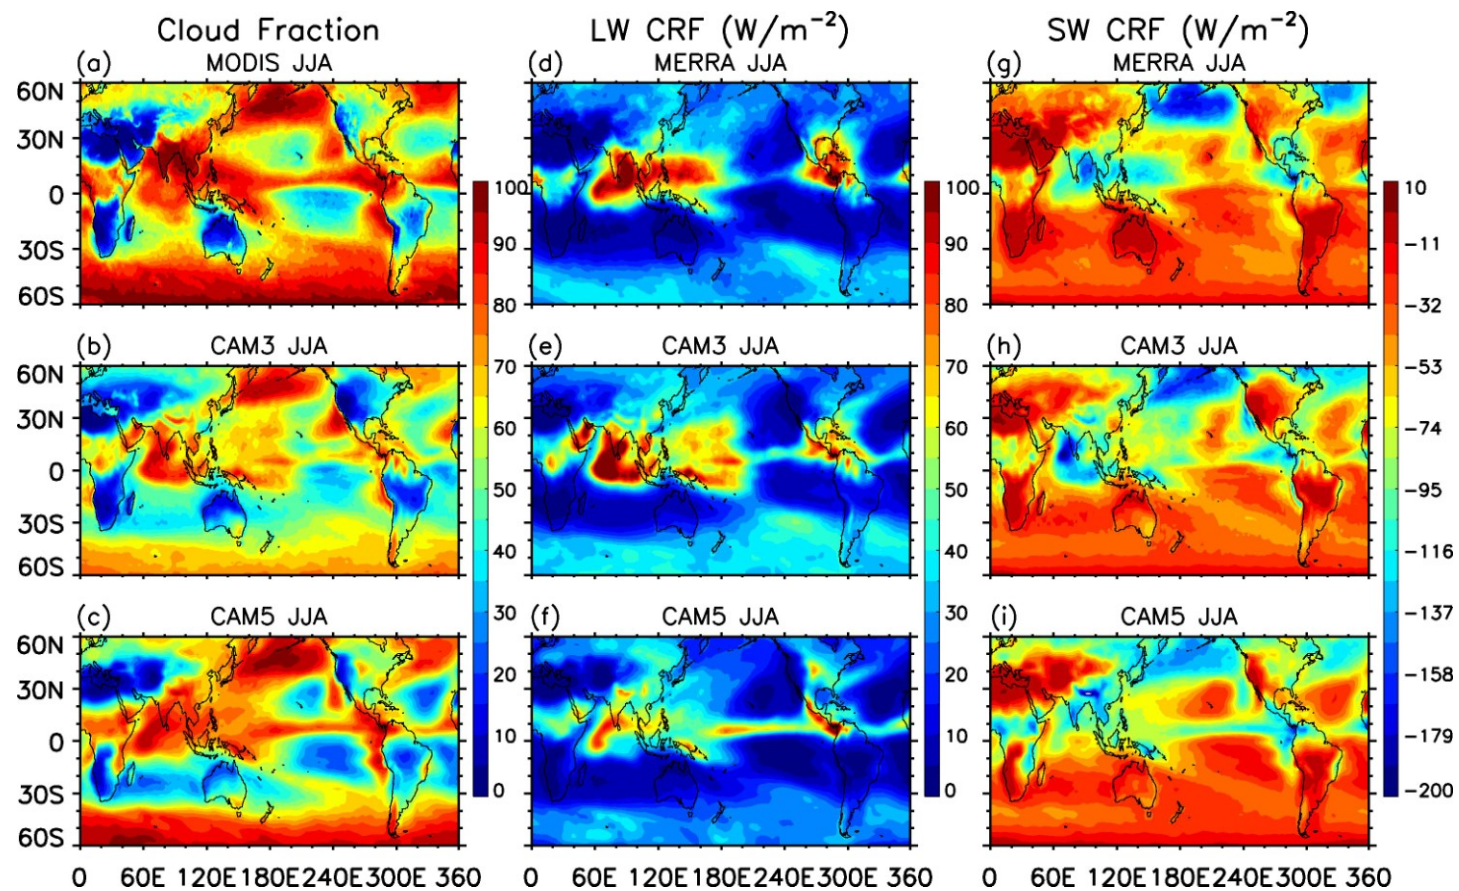 Cloud Fraction LW CRF (W/m−2) SW CRF (W/m−2)
(a) MODIS JJA (d) MERRA JJA (g) MERRA JJA
60N
30N
0
30S
60S
(b) CAM3 JJA (e) CAM3 JJA (h) CAM3 JJA
60N
30N
0
30S
60S
(c) CAM5 JJA (f) CAM5 JJA (i) CAM5 JJA
60N
30N
0
30S
60S
0 60E 120E 180E 240E 300E 360
0 60E 120E 180E 240E 300E 360
0 60E 120E 180E 240E 300E 360
100
90
80
70
60
50
40
30
20
10
0
100
90
80
70
60
50
40
30
20
10
0
10
−11
−32
−53
−74
−95
−116
−137
−158
−179
−200